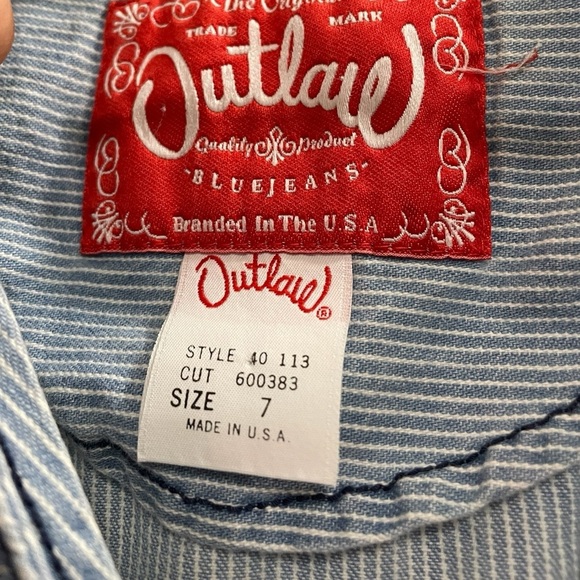 The Original
TRADE MARK
Outlaw
Quality Product
BLUEJEANS
Branded In The U.S.A
Outlaw®
STYLE 40 113
CUT 600383
SIZE 7
MADE IN U.S.A.